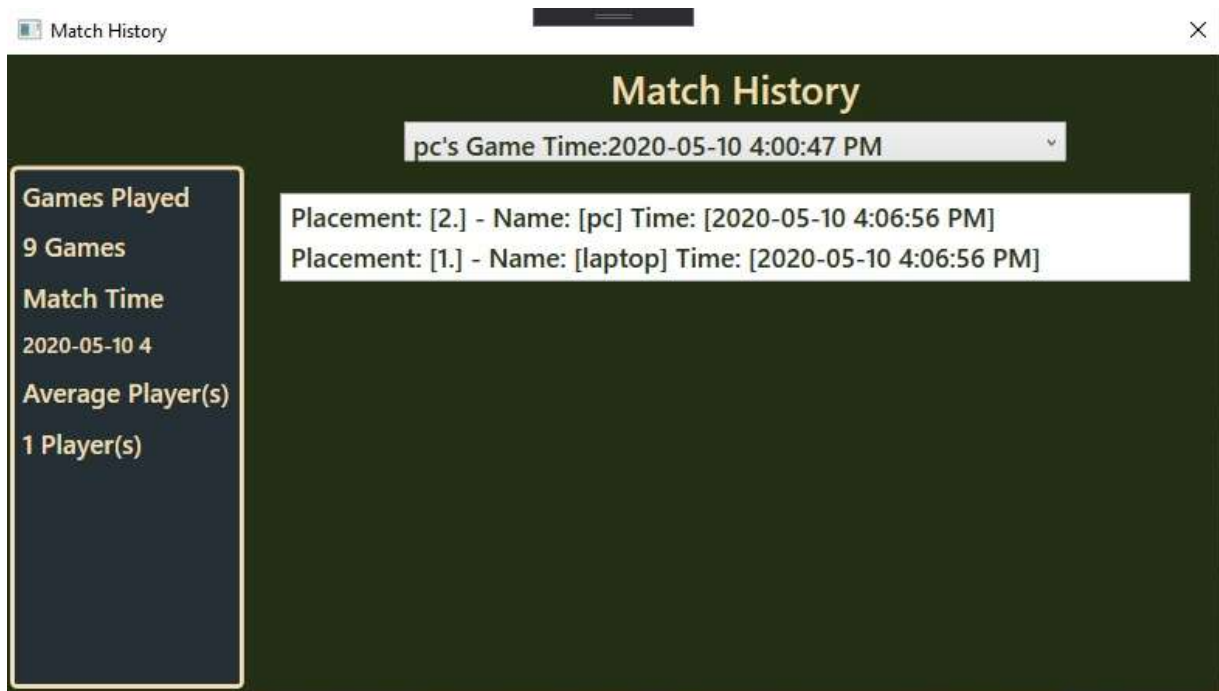 Match History
Match History
pc's Game Time:2020-05-10 4:00:47 PM
Games Played
9 Games
Match Time
2020-05-10 4
Average Player(s)
1 Player(s)
Placement: [2.] - Name: [pc] Time: [2020-05-10 4:06:56 PM]
Placement: [1.] - Name: [laptop] Time: [2020-05-10 4:06:56 PM]